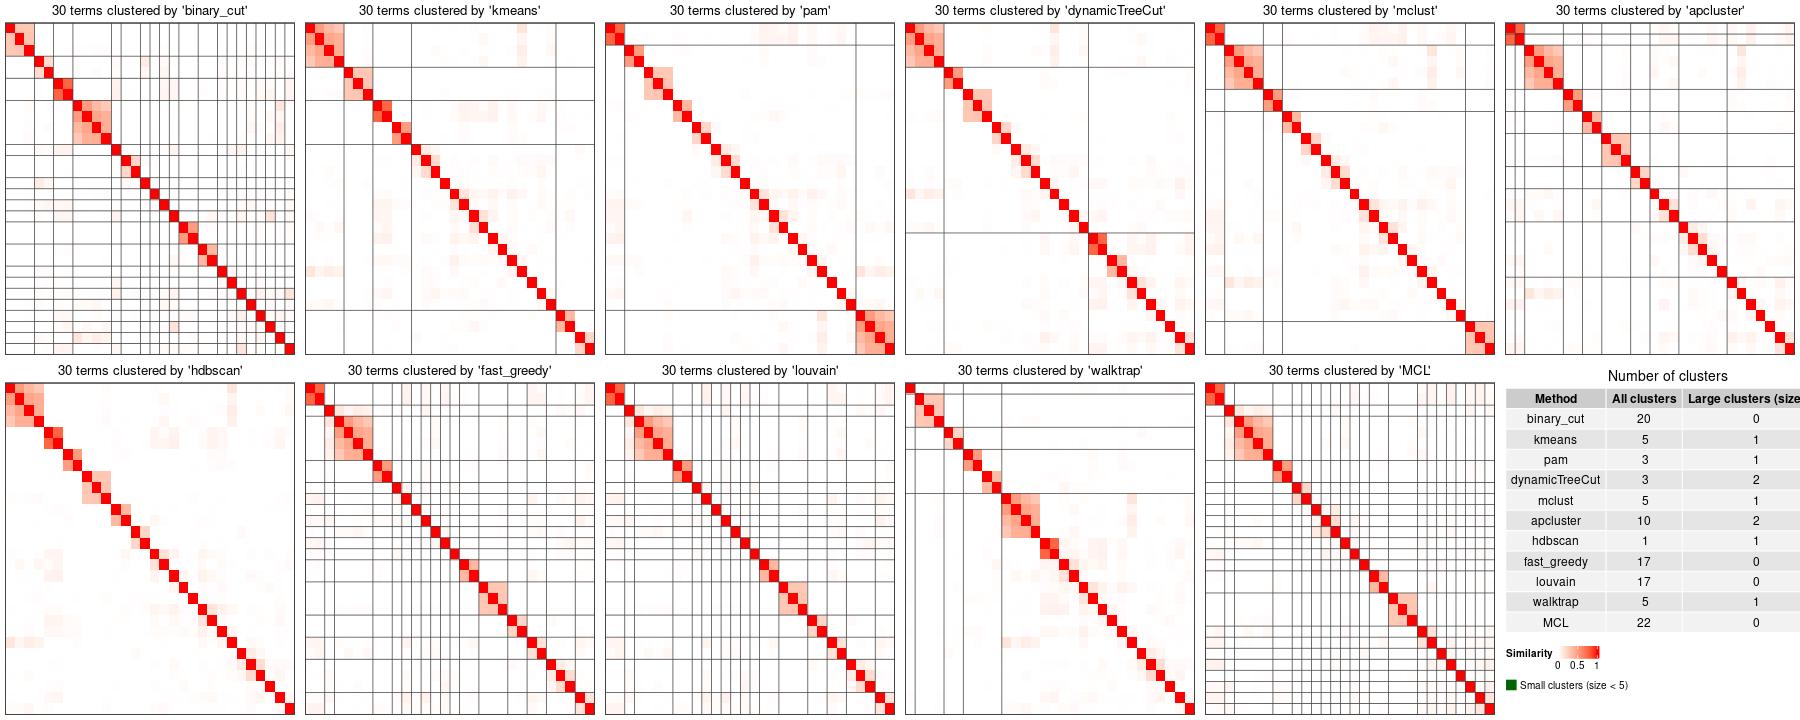 30 terms clustered by 'binary_cut'
30 terms clustered by 'kmeans'
30 terms clustered by 'pam'
30 terms clustered by 'dynamicTreeCut'
30 terms clustered by 'mclust'
30 terms clustered by 'apcluster'
30 terms clustered by 'hdbscan'
30 terms clustered by 'fast_greedy'
30 terms clustered by 'louvain'
30 terms clustered by 'walktrap'
30 terms clustered by 'MCL'
Number of clusters
Method All clusters Large clusters (size
binary_cut 20 0
kmeans 5 1
pam 3 1
dynamicTreeCut 3 2
mclust 5 1
apcluster 10 2
hdbscan 1 1
fast_greedy 17 0
louvain 17 0
walktrap 5 1
MCL 22 0
Similarity
0 0.5 1
Small clusters (size < 5)